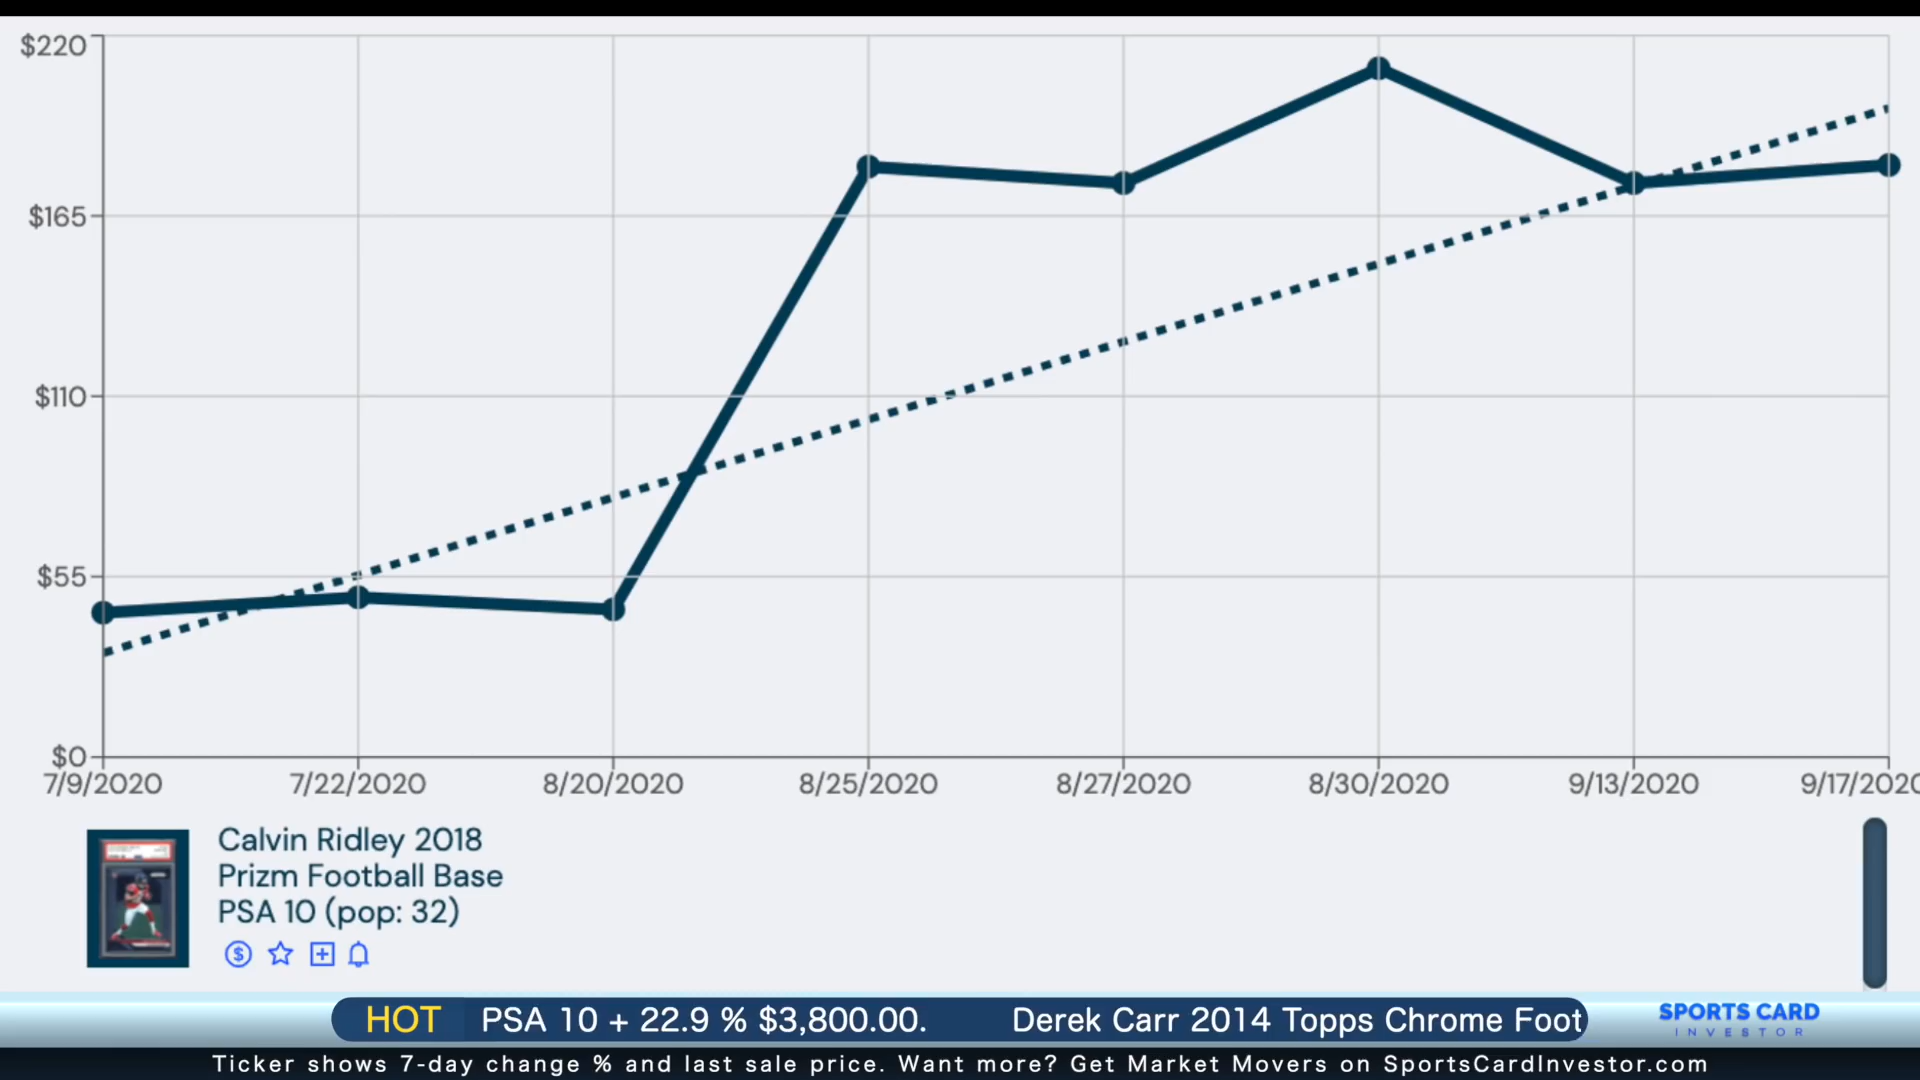 $220
$165
$110
$55
$0
7/9/2020 7/22/2020 8/20/2020 8/25/2020 8/27/2020 8/30/2020 9/13/2020 9/17/2020
Calvin Ridley 2018
Prizm Football Base
PSA 10 (pop: 32)
HOT PSA 10 + 22.9 % $3,800.00. Derek Carr 2014 Topps Chrome Foot
SPORTS CARD
INVESTOR
Ticker shows 7-day change % and last sale price. Want more? Get Market Movers on SportsCardInvestor.com